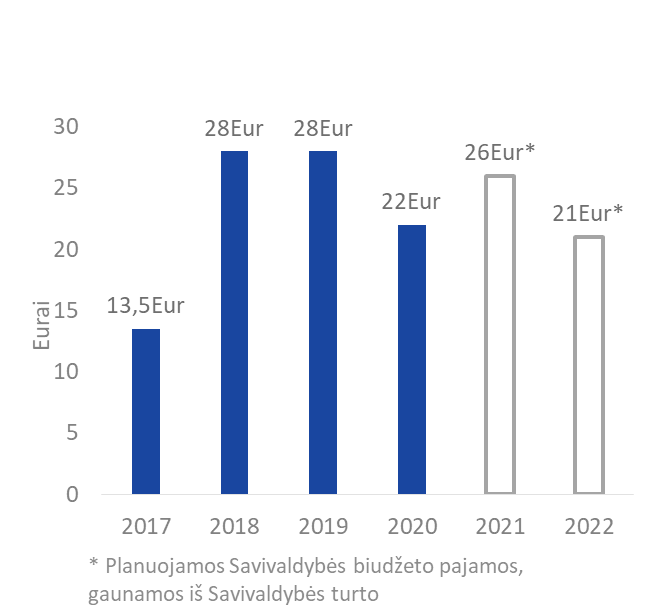 30
25
20
15
10
5
0
Eurai
13,5Eur
28Eur
28Eur
22Eur
26Eur*
21Eur*
2017 2018 2019 2020 2021 2022
* Planuojamos Savivaldybės biudžeto pajamos,
gaunamos iš Savivaldybės turto